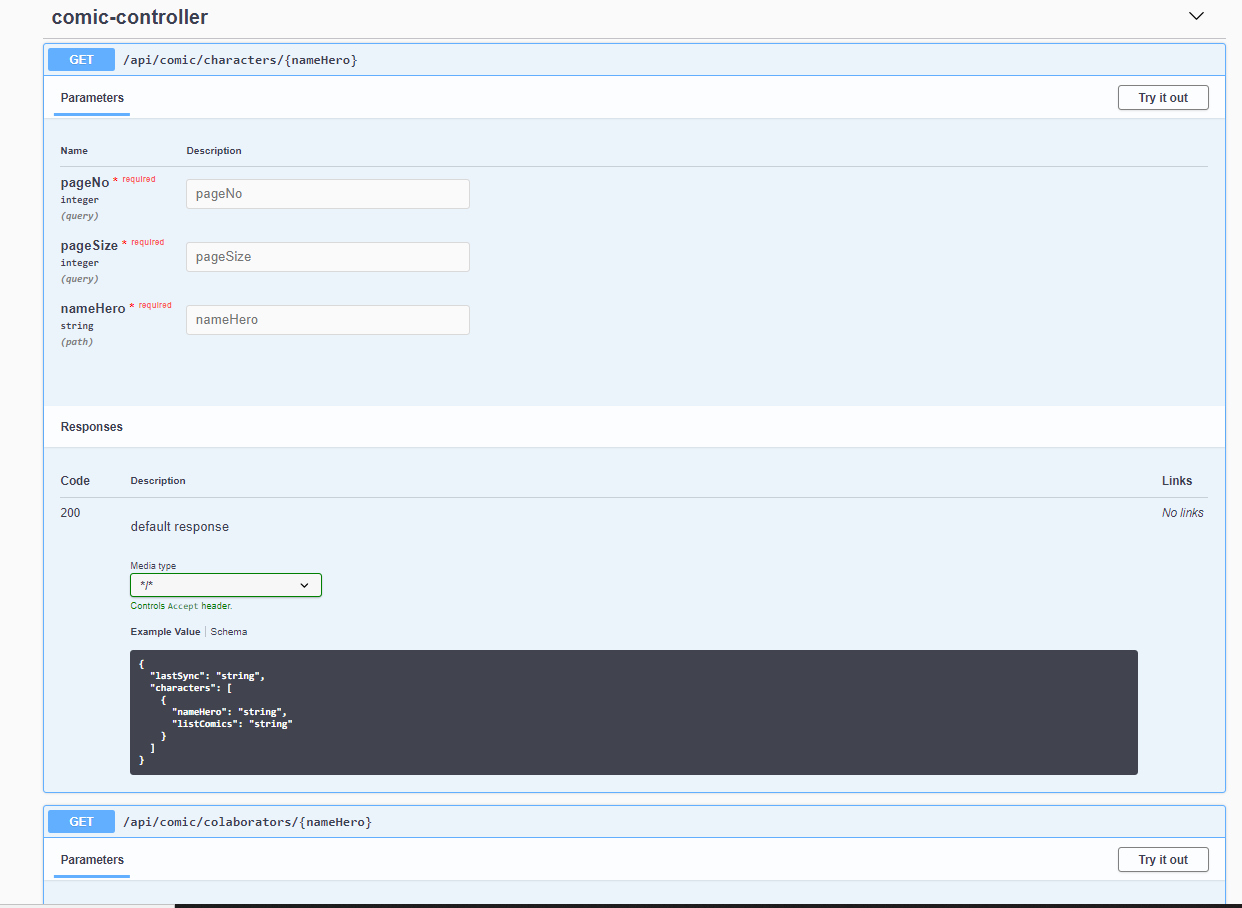 comic-controller
GET /api/comic/characters/{nameHero}
Parameters
Try it out
Name Description
pageNo * required
integer
(query)
pageNo
pageSize * required
integer
(query)
pageSize
nameHero * required
string
(path)
nameHero
Responses
Code Description Links
200
default response
No links
Media type
*/*
Controls Accept header.
Example Value Schema
{
"lastSync": "string",
"characters": [
{
"nameHero": "string",
"listComics": "string"
}
]
}
GET /api/comic/colaborators/{nameHero}
Parameters
Try it out